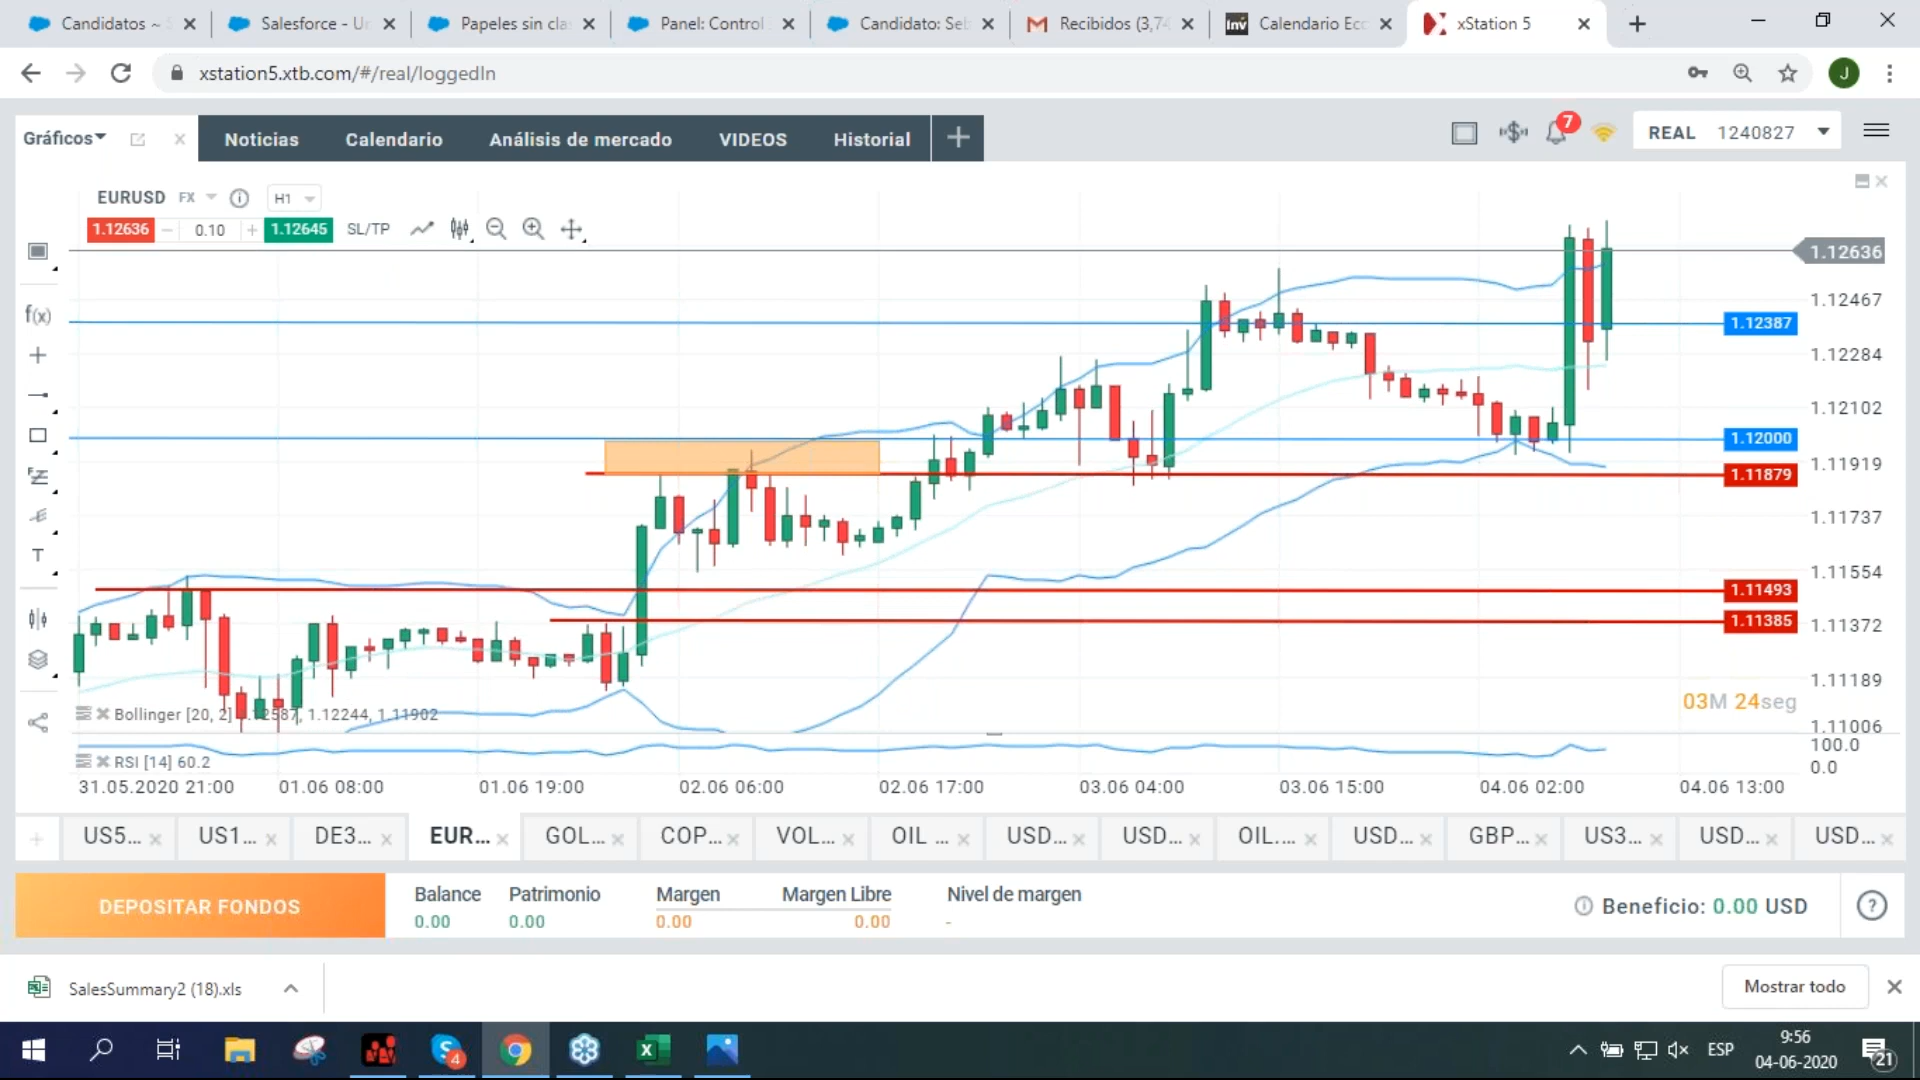 Candidatos ~ S
Salesforce - Ur
Papeles sin cla
Panel: Control
Candidato: Seb
Recibidos (3,74
Inv
Calendario Eco
xStation 5
xstation5.xtb.com/#/real/loggedIn
J
Gráficos
Noticias
Calendario
Análisis de mercado
VIDEOS
Historial
7
REAL 1240827
EURUSD FX H1
1.12636 0.10 1.12645 SL/TP
f(x)
T
1.12636
1.12467
1.12387
1.12284
1.12102
1.12000
1.11919
1.11879
1.11737
1.11554
1.11493
1.11385
1.11372
1.11189
03M 24seg
Bollinger [20, 2] 1.12587, 1.12244, 1.11902
1.11006
100.0
RSI [14] 60.2
0.0
31.05.2020 21:00
01.06 08:00
01.06 19:00
02.06 06:00
02.06 17:00
03.06 04:00
03.06 15:00
04.06 02:00
04.06 13:00
US5...
US1...
DE3...
EUR...
GOL...
COP...
VOL...
OIL ...
USD...
USD...
OIL....
USD...
GBP...
US3...
USD...
USD...
DEPOSITAR FONDOS
Balance Patrimonio Margen Margen Libre Nivel de margen
0.00 0.00 0.00 0.00 -
Beneficio: 0.00 USD
?
SalesSummary2 (18).xls
Mostrar todo
4
ESP
9:56
04-06-2020
21